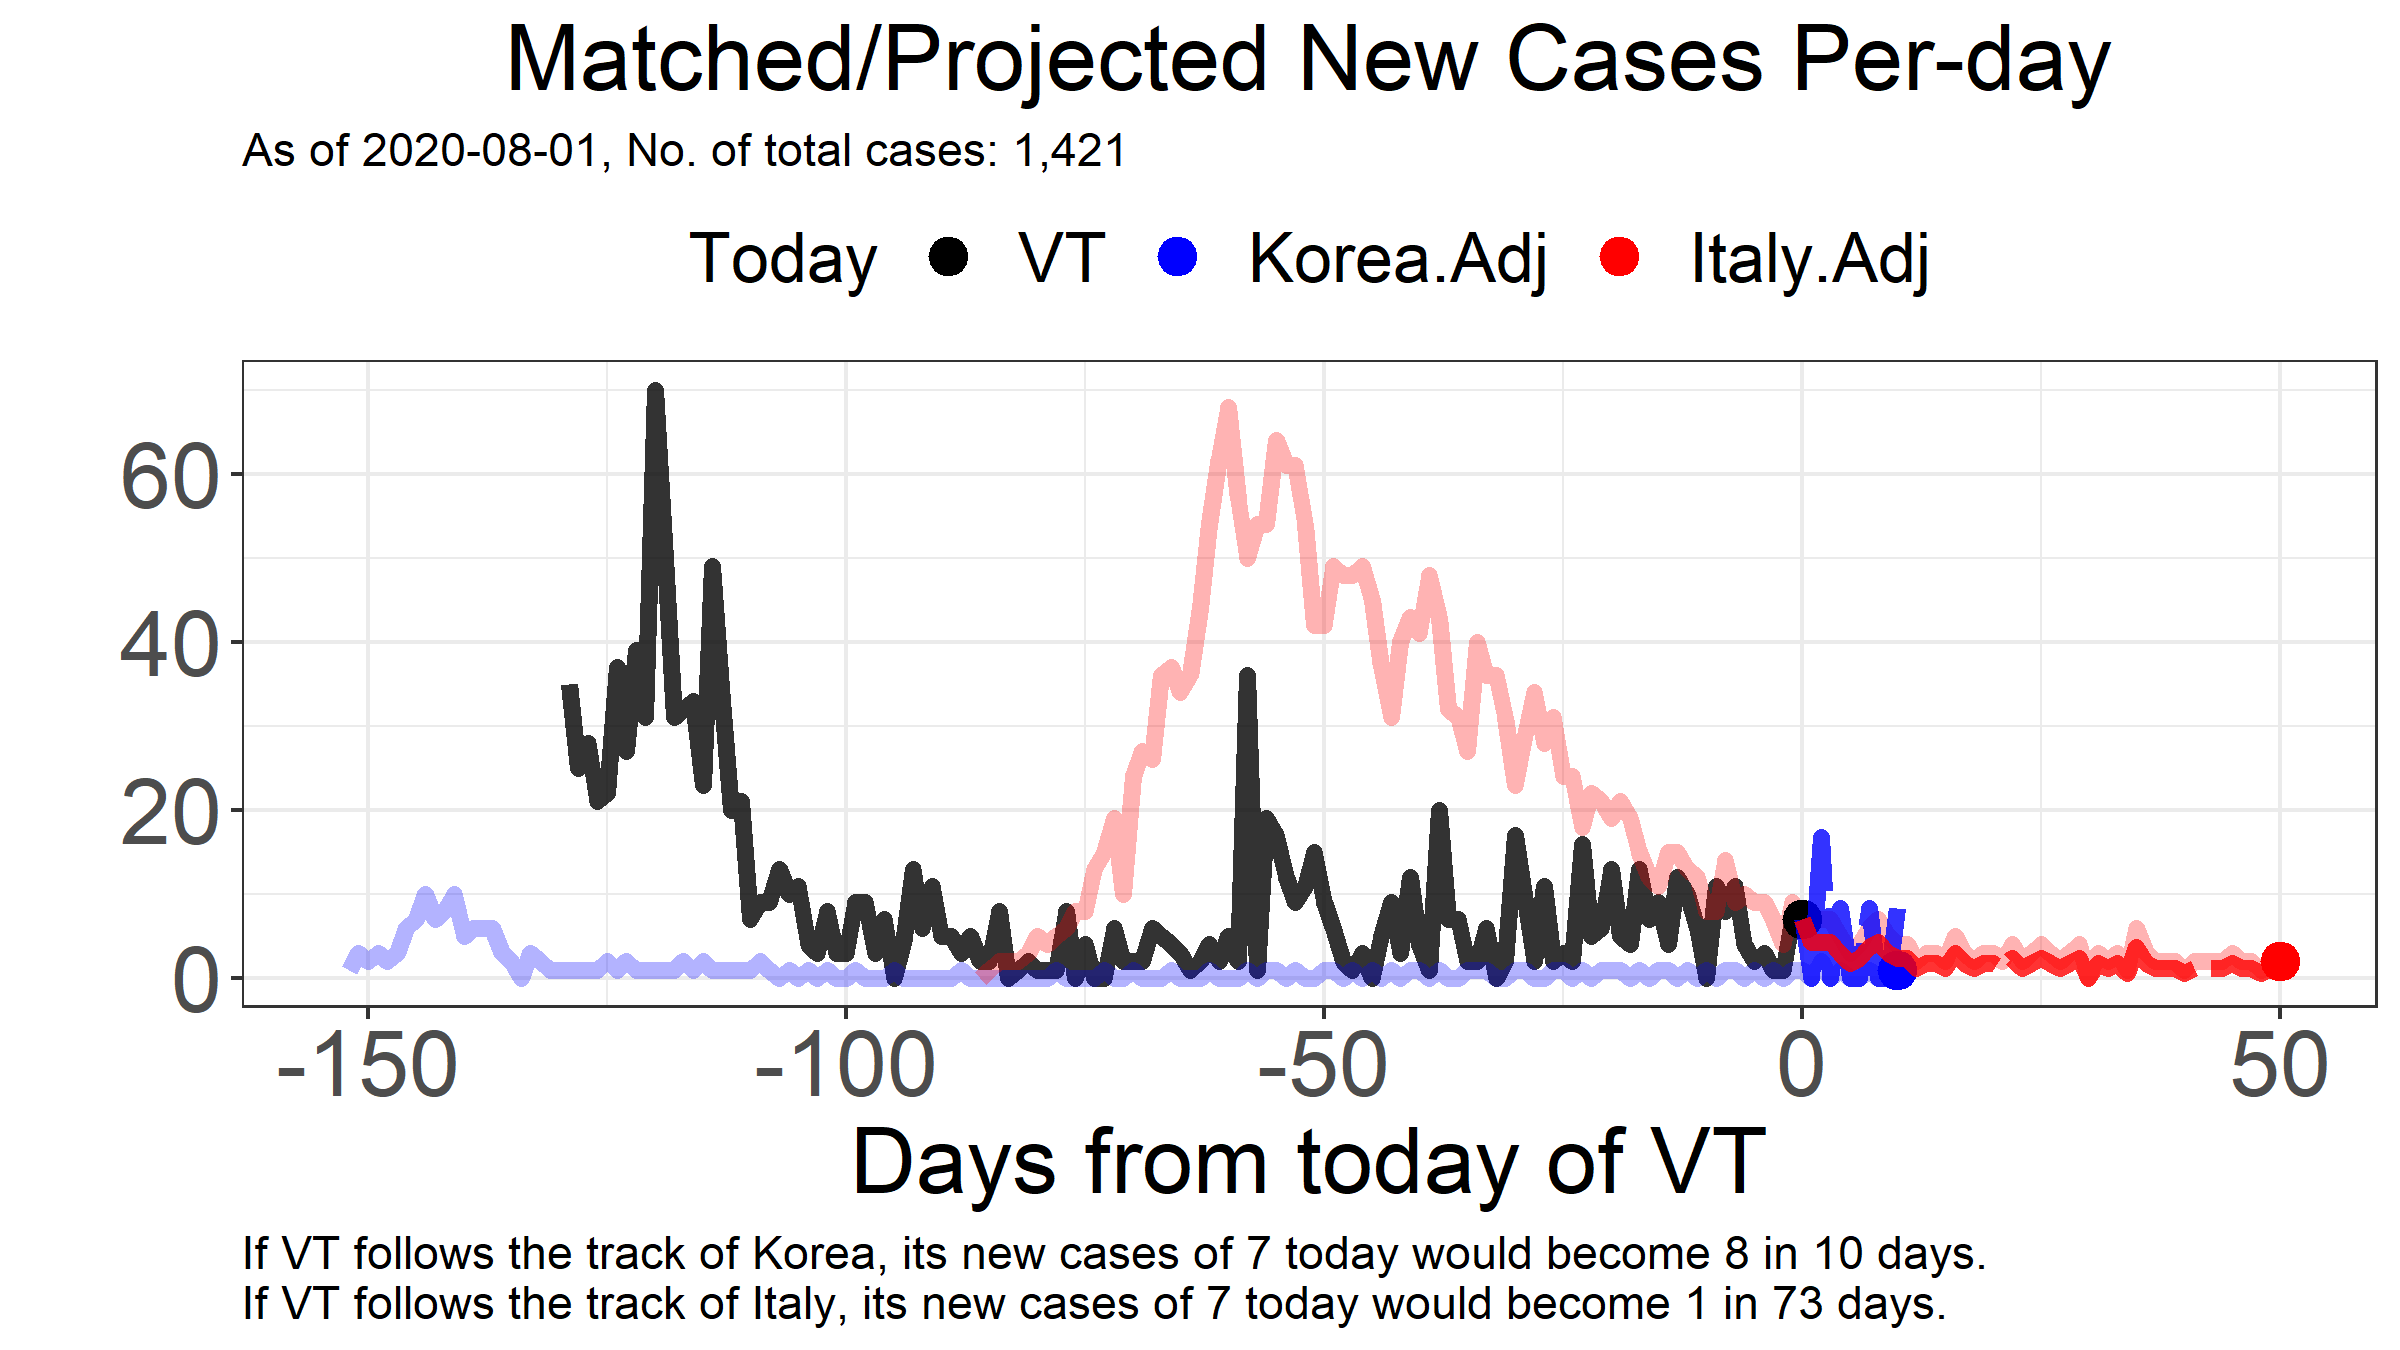 Matched/Projected New Cases Per-day
As of 2020-08-01, No. of total cases: 1,421
Today VT Korea.Adj Italy.Adj
60
40
20
0
-150 -100 -50 0 50
Days from today of VT
If VT follows the track of Korea, its new cases of 7 today would become 8 in 10 days.
If VT follows the track of Italy, its new cases of 7 today would become 1 in 73 days.